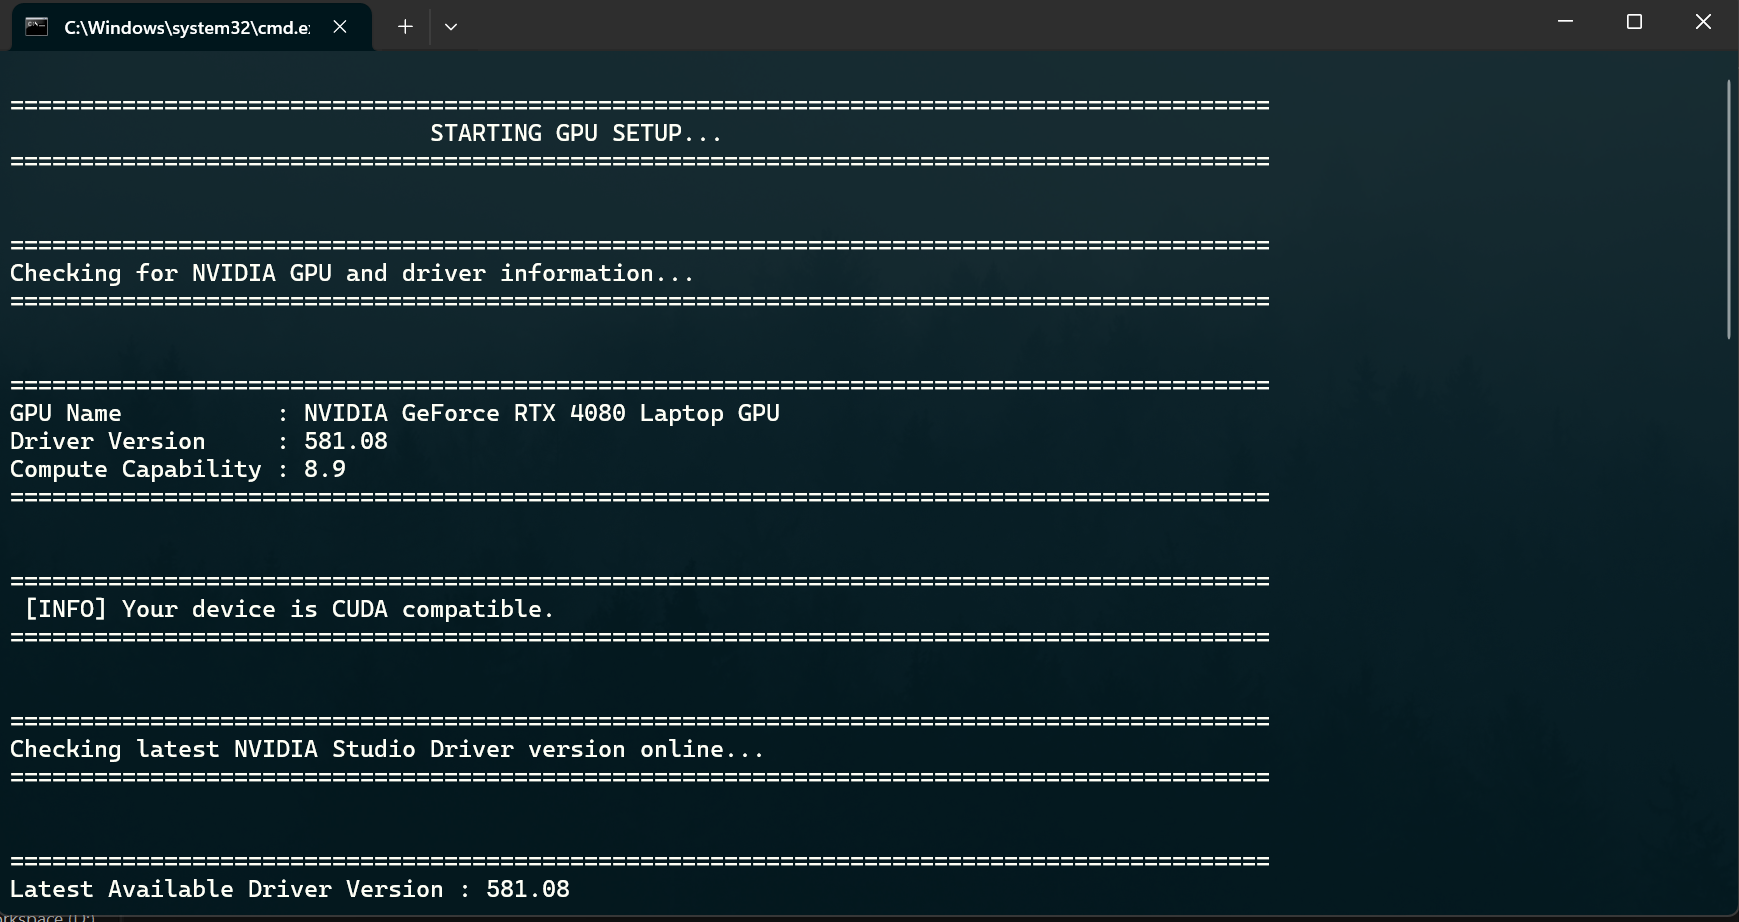 C:\Windows\system32\cmd.e
==========================================================================================
STARTING GPU SETUP...
==========================================================================================
==========================================================================================
Checking for NVIDIA GPU and driver information...
==========================================================================================
==========================================================================================
GPU Name           : NVIDIA GeForce RTX 4080 Laptop GPU
Driver Version     : 581.08
Compute Capability : 8.9
==========================================================================================
==========================================================================================
[INFO] Your device is CUDA compatible.
==========================================================================================
==========================================================================================
Checking latest NVIDIA Studio Driver version online...
==========================================================================================
==========================================================================================
Latest Available Driver Version : 581.08